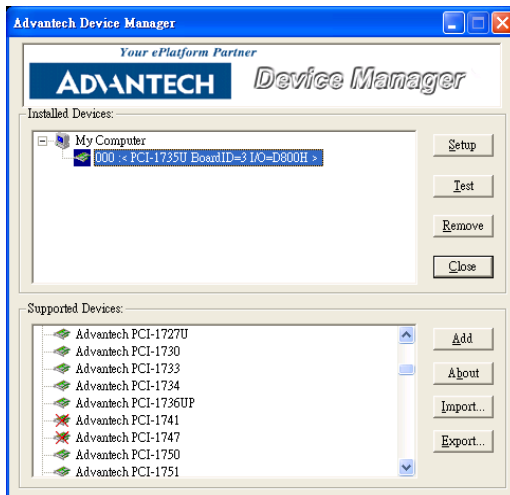 Advantech Device Manager
Your ePlatform Partner
ADVANTECH Device Manager
Installed Devices:
My Computer
000 :< PCI-1735U BoardID=3 I/O=D800H >
Setup
Test
Remove
Close
Supported Devices:
Advantech PCI-1727U
Advantech PCI-1730
Advantech PCI-1733
Advantech PCI-1734
Advantech PCI-1736UP
Advantech PCI-1741
Advantech PCI-1747
Advantech PCI-1750
Advantech PCI-1751
Add
About
Import...
Export...